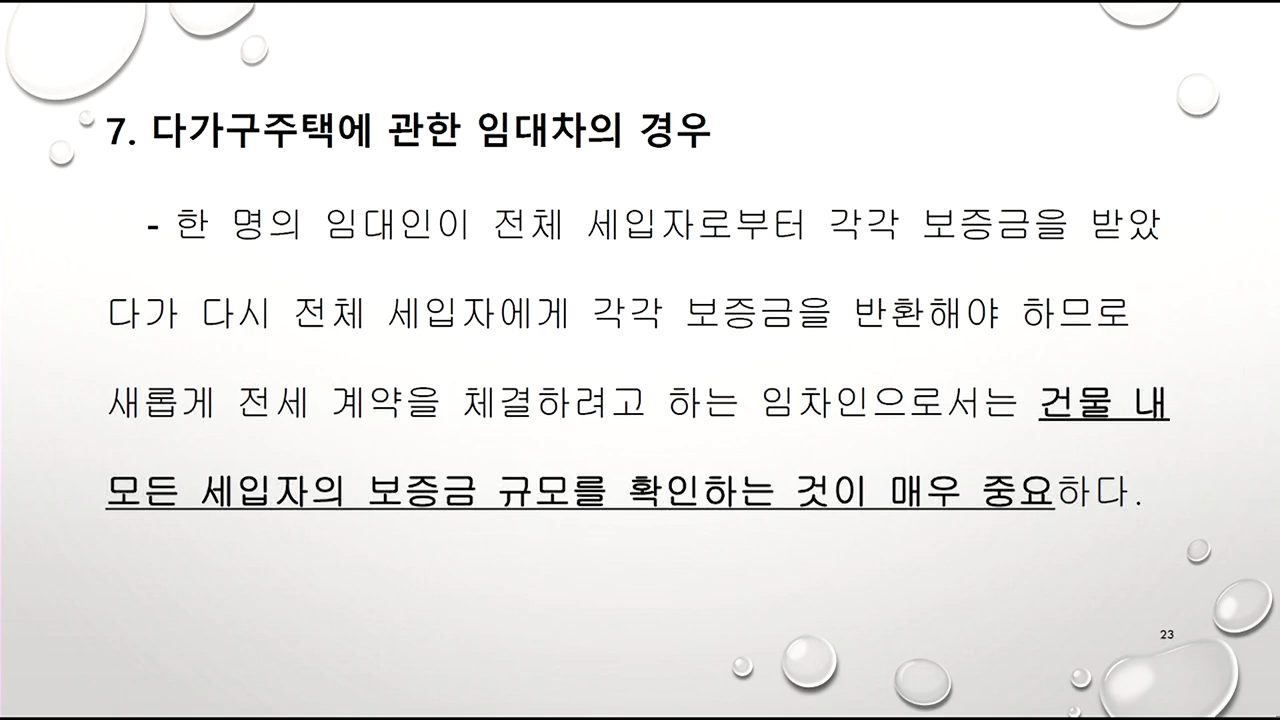 7. 다가구주택에 관한 임대차의 경우
- 한 명의 임대인이 전체 세입자로부터 각각 보증금을 받았
다가 다시 전체 세입자에게 각각 보증금을 반환해야 하므로
새롭게 전세 계약을 체결하려고 하는 임차인으로서는 건물 내
모든 세입자의 보증금 규모를 확인하는 것이 매우 중요하다.
23